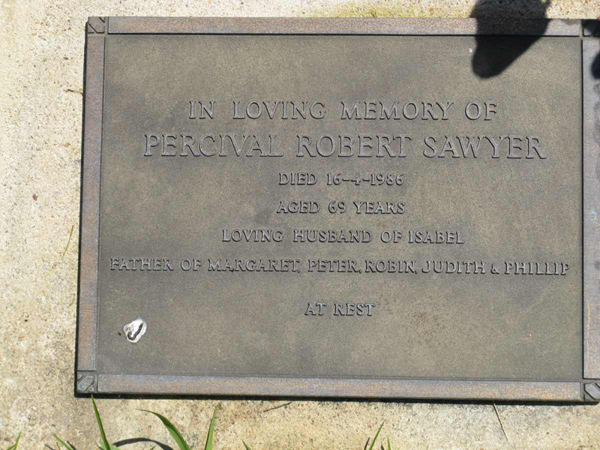 IN LOVING MEMORY OF
PERCIVAL ROBERT SAWYER
DIED 16-4-1986
AGED 69 YEARS
LOVING HUSBAND OF ISABEL
FATHER OF MARGARET, PETER, ROBIN, JUDITH & PHILLIP
AT REST